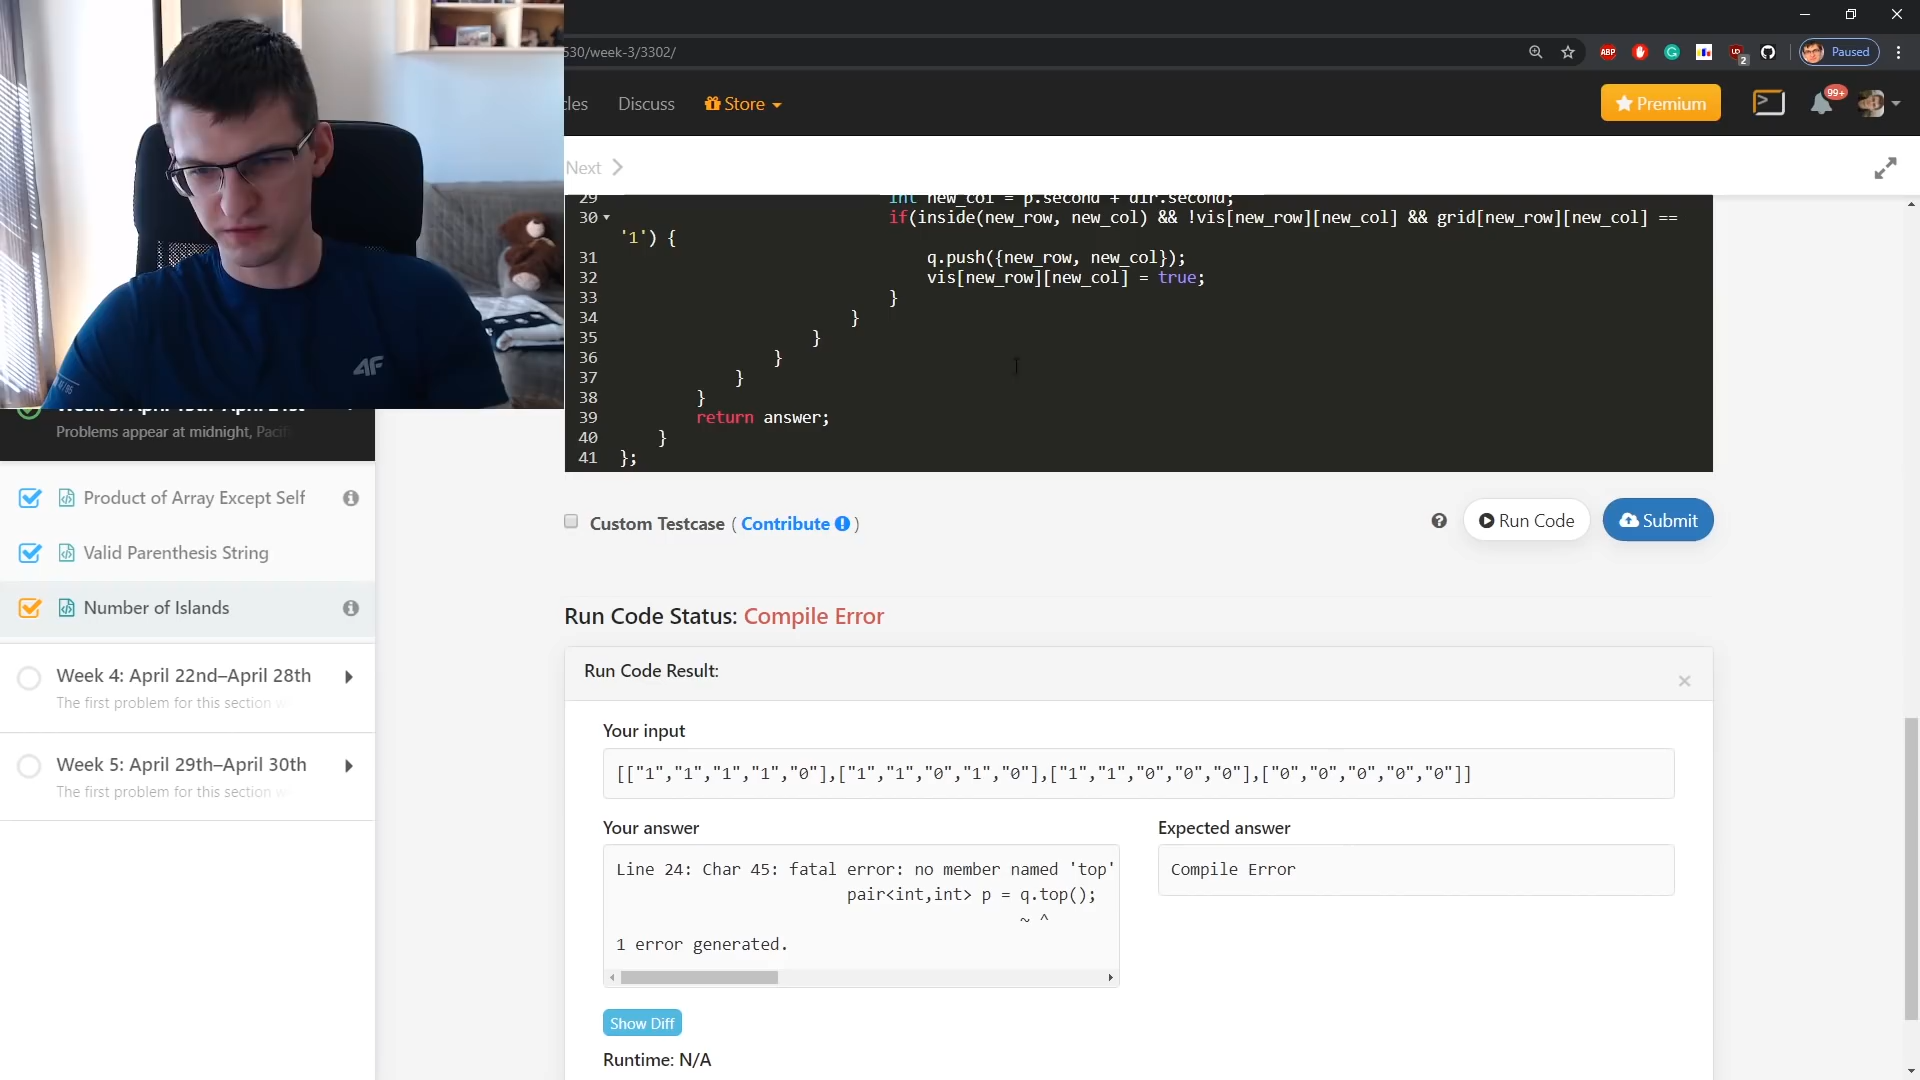 530/week-3/3302/
Paused
Discuss
Store
Premium
99+
Next
29 int new_col = p.second + dir.second;
30 if(inside(new_row, new_col) && !vis[new_row][new_col] && grid[new_row][new_col] ==
'1') {
31 q.push({new_row, new_col});
32 vis[new_row][new_col] = true;
33 }
34 }
35 }
36 }
37 }
38 }
39 return answer;
40 }
41 };
4F
Problems appear at midnight,
Product of Array Except Self
Valid Parenthesis String
Number of Islands
Week 4: April 22nd–April 28th
The first problem for this section
Week 5: April 29th–April 30th
The first problem for this section
Custom Testcase ( Contribute )
Run Code
Submit
Run Code Status: Compile Error
Run Code Result:
Your input
[["1","1","1","1","0"],["1","1","0","1","0"],["1","1","0","0","0"],["0","0","0","0","0"]]
Your answer
Line 24: Char 45: fatal error: no member named 'top'
pair<int,int> p = q.top();
~ ^
1 error generated.
Expected answer
Compile Error
Show Diff
Runtime: N/A
ABP
2